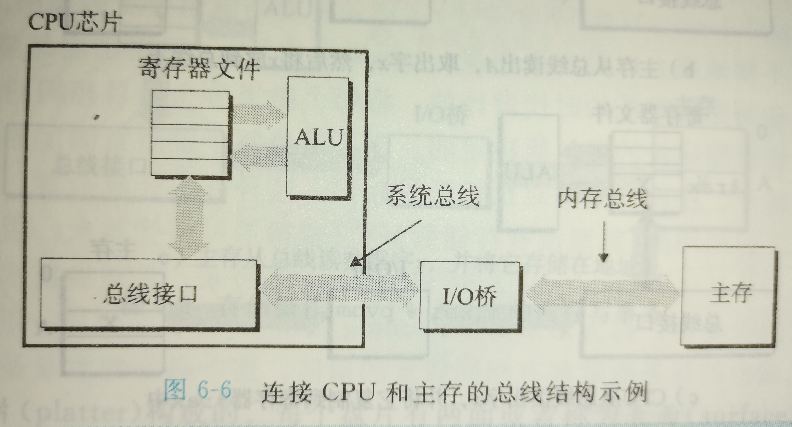 CPU芯片
寄存器文件
ALU
系统总线
内存总线
总线接口
I/O桥
主存
图 6-6 连接 CPU 和主存的总线结构示例